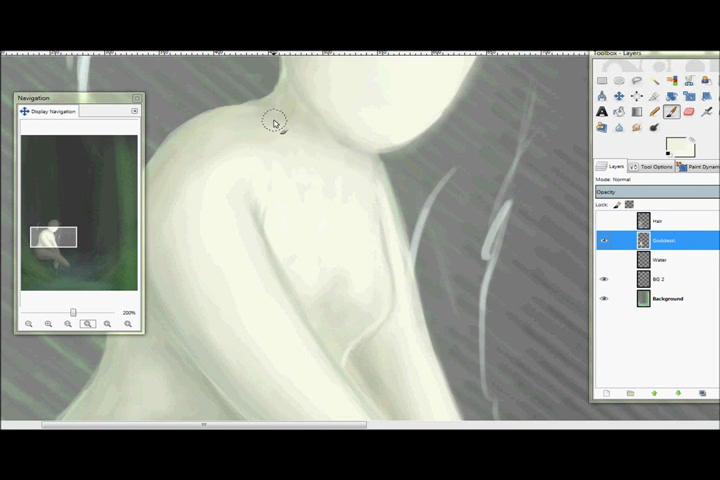 Toolbox - Layers
Navigation
Display Navigation
Layers
Tool Options
Paint Dynam
Mode: Normal
Opacity
Lock:
Hair
Goddess
Water
BG 2
Background
200%